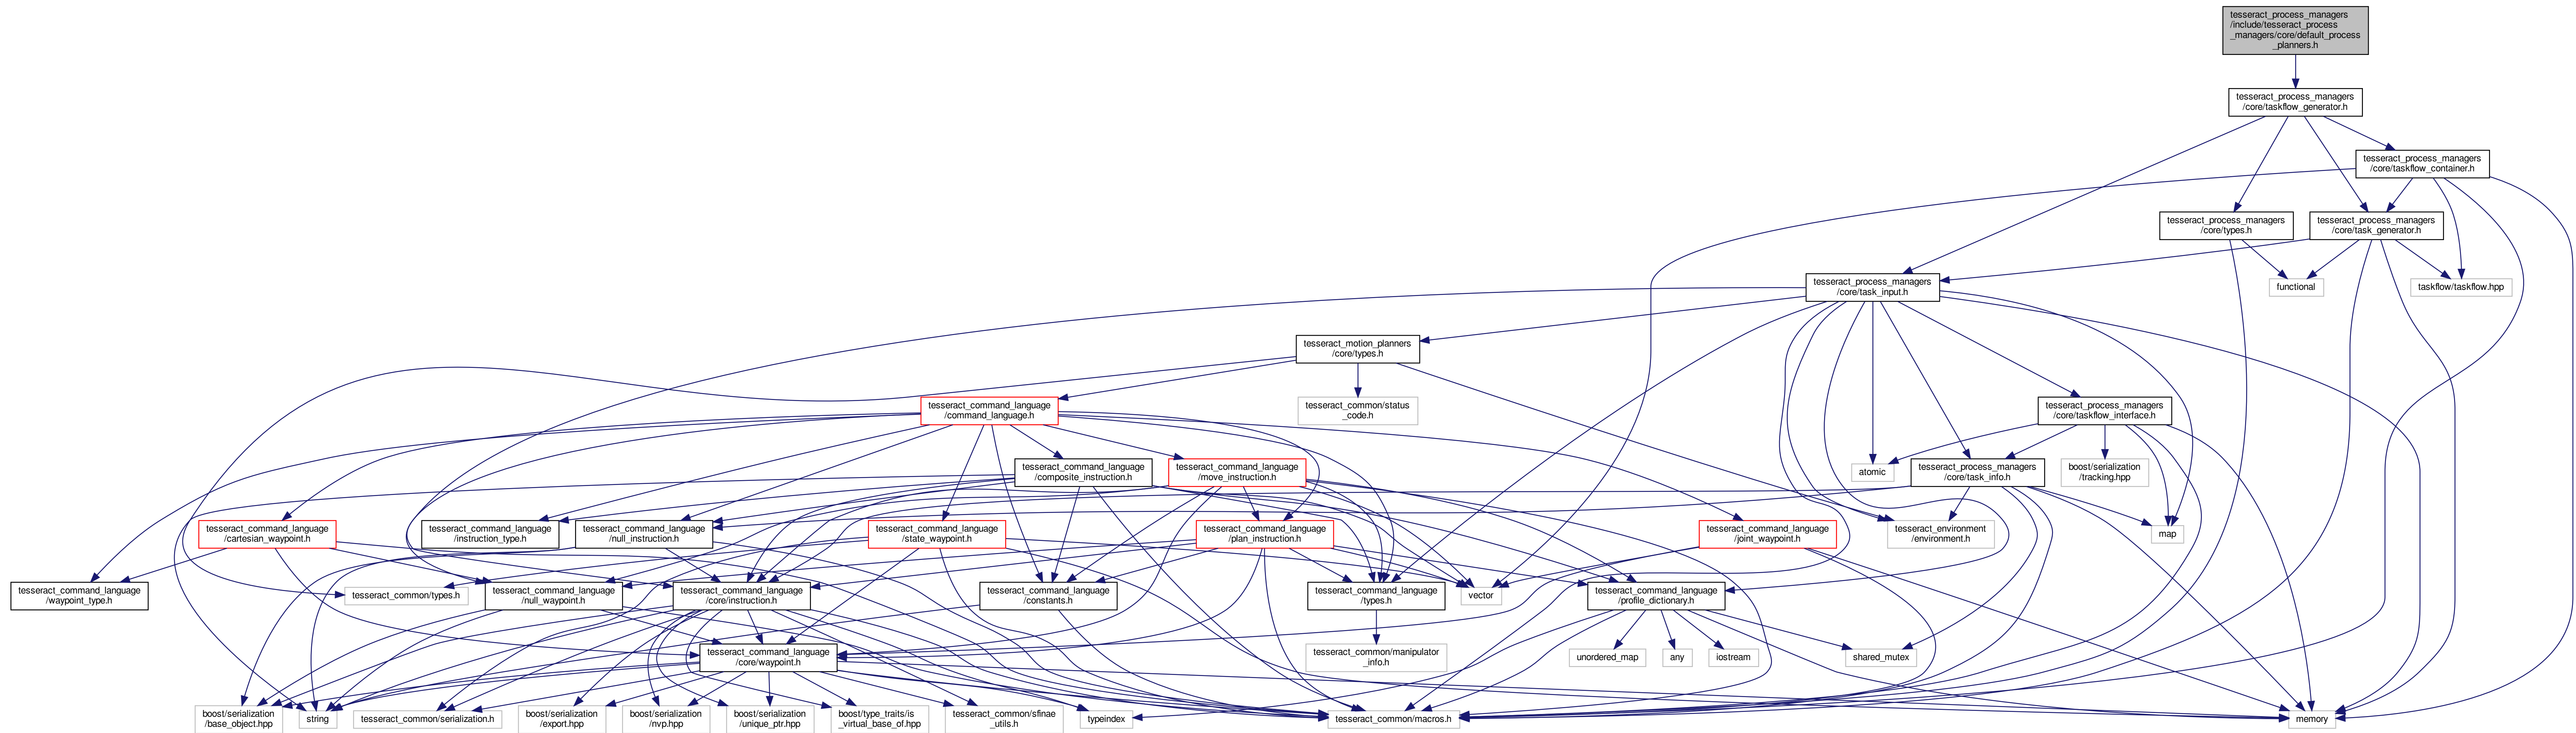 tesseract_process_managers
/include/tesseract_process
_managers/core/default_process
_planners.h
tesseract_process_managers
/core/taskflow_generator.h
tesseract_process_managers
/core/taskflow_container.h
tesseract_process_managers
/core/types.h
tesseract_process_managers
/core/task_generator.h
tesseract_process_managers
/core/task_input.h
functional
taskflow/taskflow.hpp
tesseract_motion_planners
/core/types.h
tesseract_command_language
/command_language.h
tesseract_common/status
_code.h
tesseract_process_managers
/core/taskflow_interface.h
tesseract_command_language
/composite_instruction.h
tesseract_command_language
/move_instruction.h
atomic
tesseract_process_managers
/core/task_info.h
boost/serialization
/tracking.hpp
tesseract_command_language
/cartesian_waypoint.h
tesseract_command_language
/instruction_type.h
tesseract_command_language
/null_instruction.h
tesseract_command_language
/state_waypoint.h
tesseract_command_language
/plan_instruction.h
tesseract_command_language
/joint_waypoint.h
tesseract_environment
/environment.h
map
tesseract_command_language
/waypoint_type.h
tesseract_common/types.h
tesseract_command_language
/null_waypoint.h
tesseract_command_language
/core/instruction.h
tesseract_command_language
/constants.h
tesseract_command_language
/types.h
vector
tesseract_command_language
/profile_dictionary.h
tesseract_command_language
/core/waypoint.h
tesseract_common/manipulator
_info.h
unordered_map
any
iostream
shared_mutex
boost/serialization
/base_object.hpp
string
tesseract_common/serialization.h
boost/serialization
/export.hpp
boost/serialization
/nvp.hpp
boost/serialization
/unique_ptr.hpp
boost/type_traits/is
_virtual_base_of.hpp
tesseract_common/sfinae
_utils.h
typeindex
tesseract_common/macros.h
memory